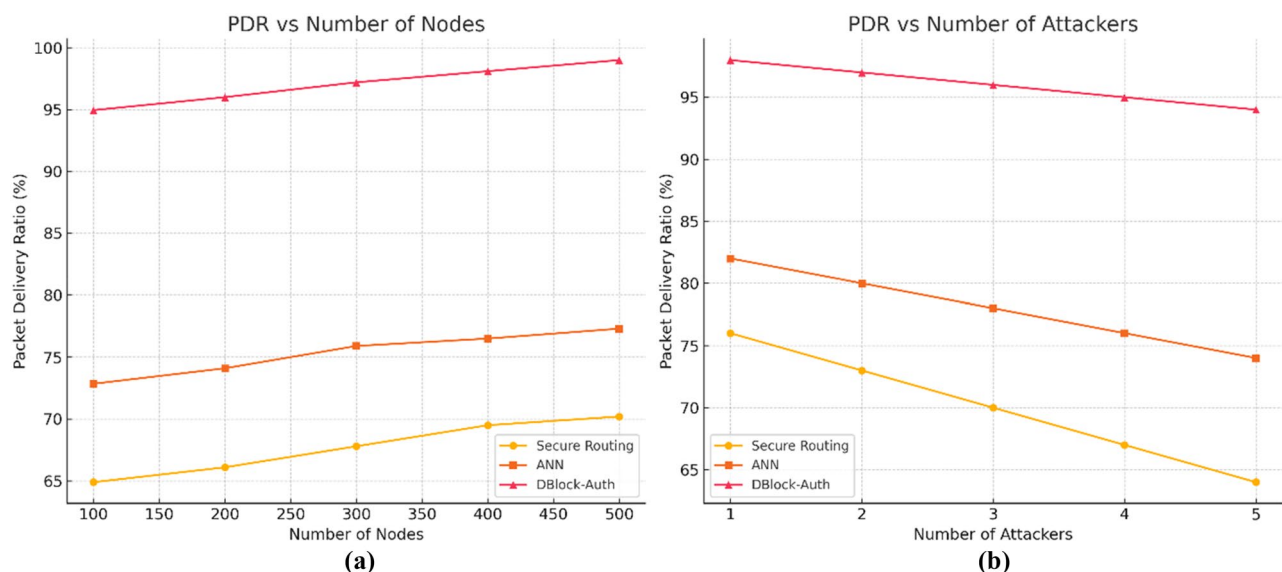 PDR vs Number of Nodes
Packet Delivery Ratio (%)
100
95
90
85
80
75
70
65
100 150 200 250 300 350 400 450 500
Number of Nodes
Secure Routing
ANN
DBlock-Auth
(a)
PDR vs Number of Attackers
Packet Delivery Ratio (%)
95
90
85
80
75
70
65
1 2 3 4 5
Number of Attackers
Secure Routing
ANN
DBlock-Auth
(b)